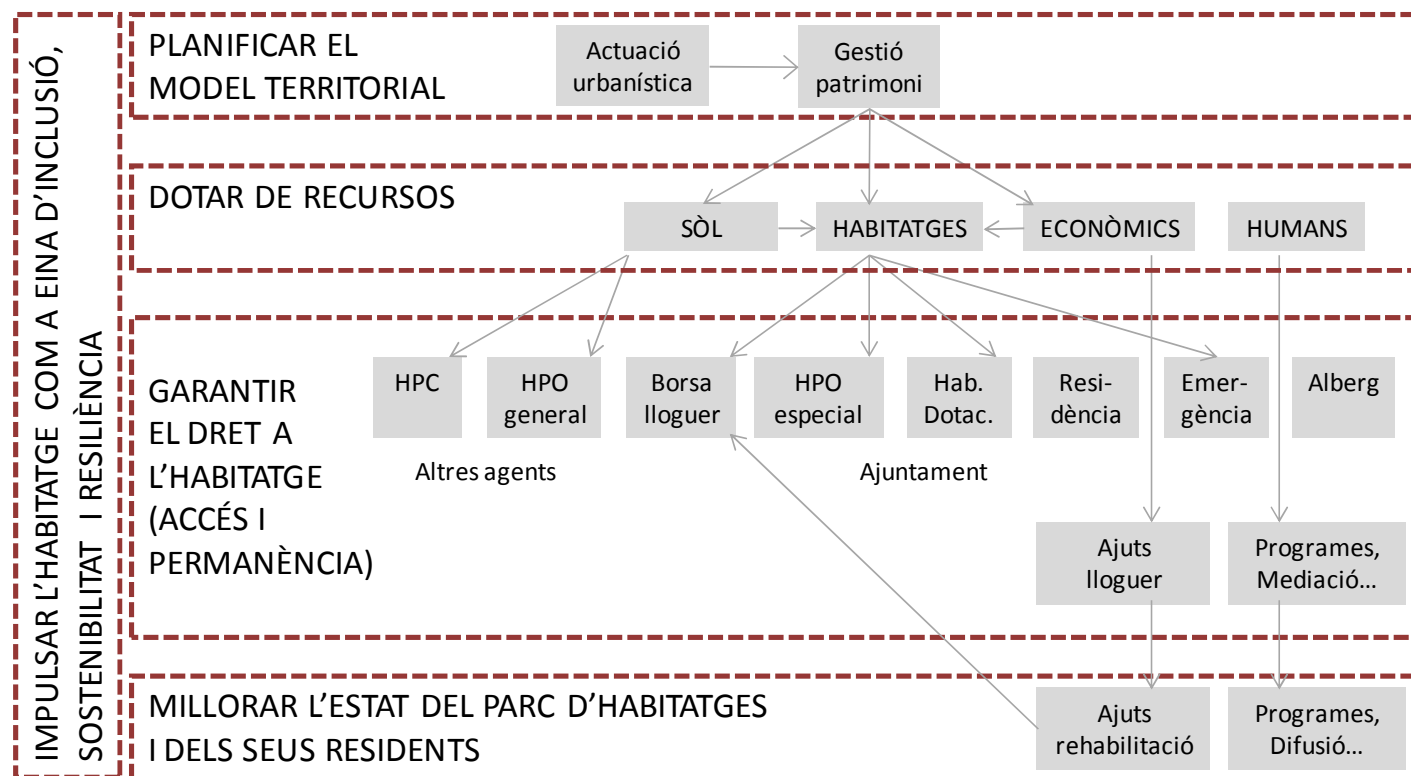 IMPULSAR L'HABITATGE COM A EINA D'INCLUSIÓ,
SOSTENIBILITAT I RESILIÈNCIA
PLANIFICAR EL
MODEL TERRITORIAL
Actuació
urbanística
Gestió
patrimoni
DOTAR DE RECURSOS
SÒL
HABITATGES
ECONÒMICS
HUMANS
GARANTIR
EL DRET A
L'HABITATGE
(ACCÉS I
PERMANÈNCIA)
HPC
HPO
general
Borsa
lloguer
HPO
especial
Hab.
Dotac.
Resi-
dència
Emer-
gència
Alberg
Altres agents
Ajuntament
Ajuts
lloguer
Programes,
Mediació…
MILLORAR L'ESTAT DEL PARC D'HABITATGES
I DELS SEUS RESIDENTS
Ajuts
rehabilitació
Programes,
Difusió…